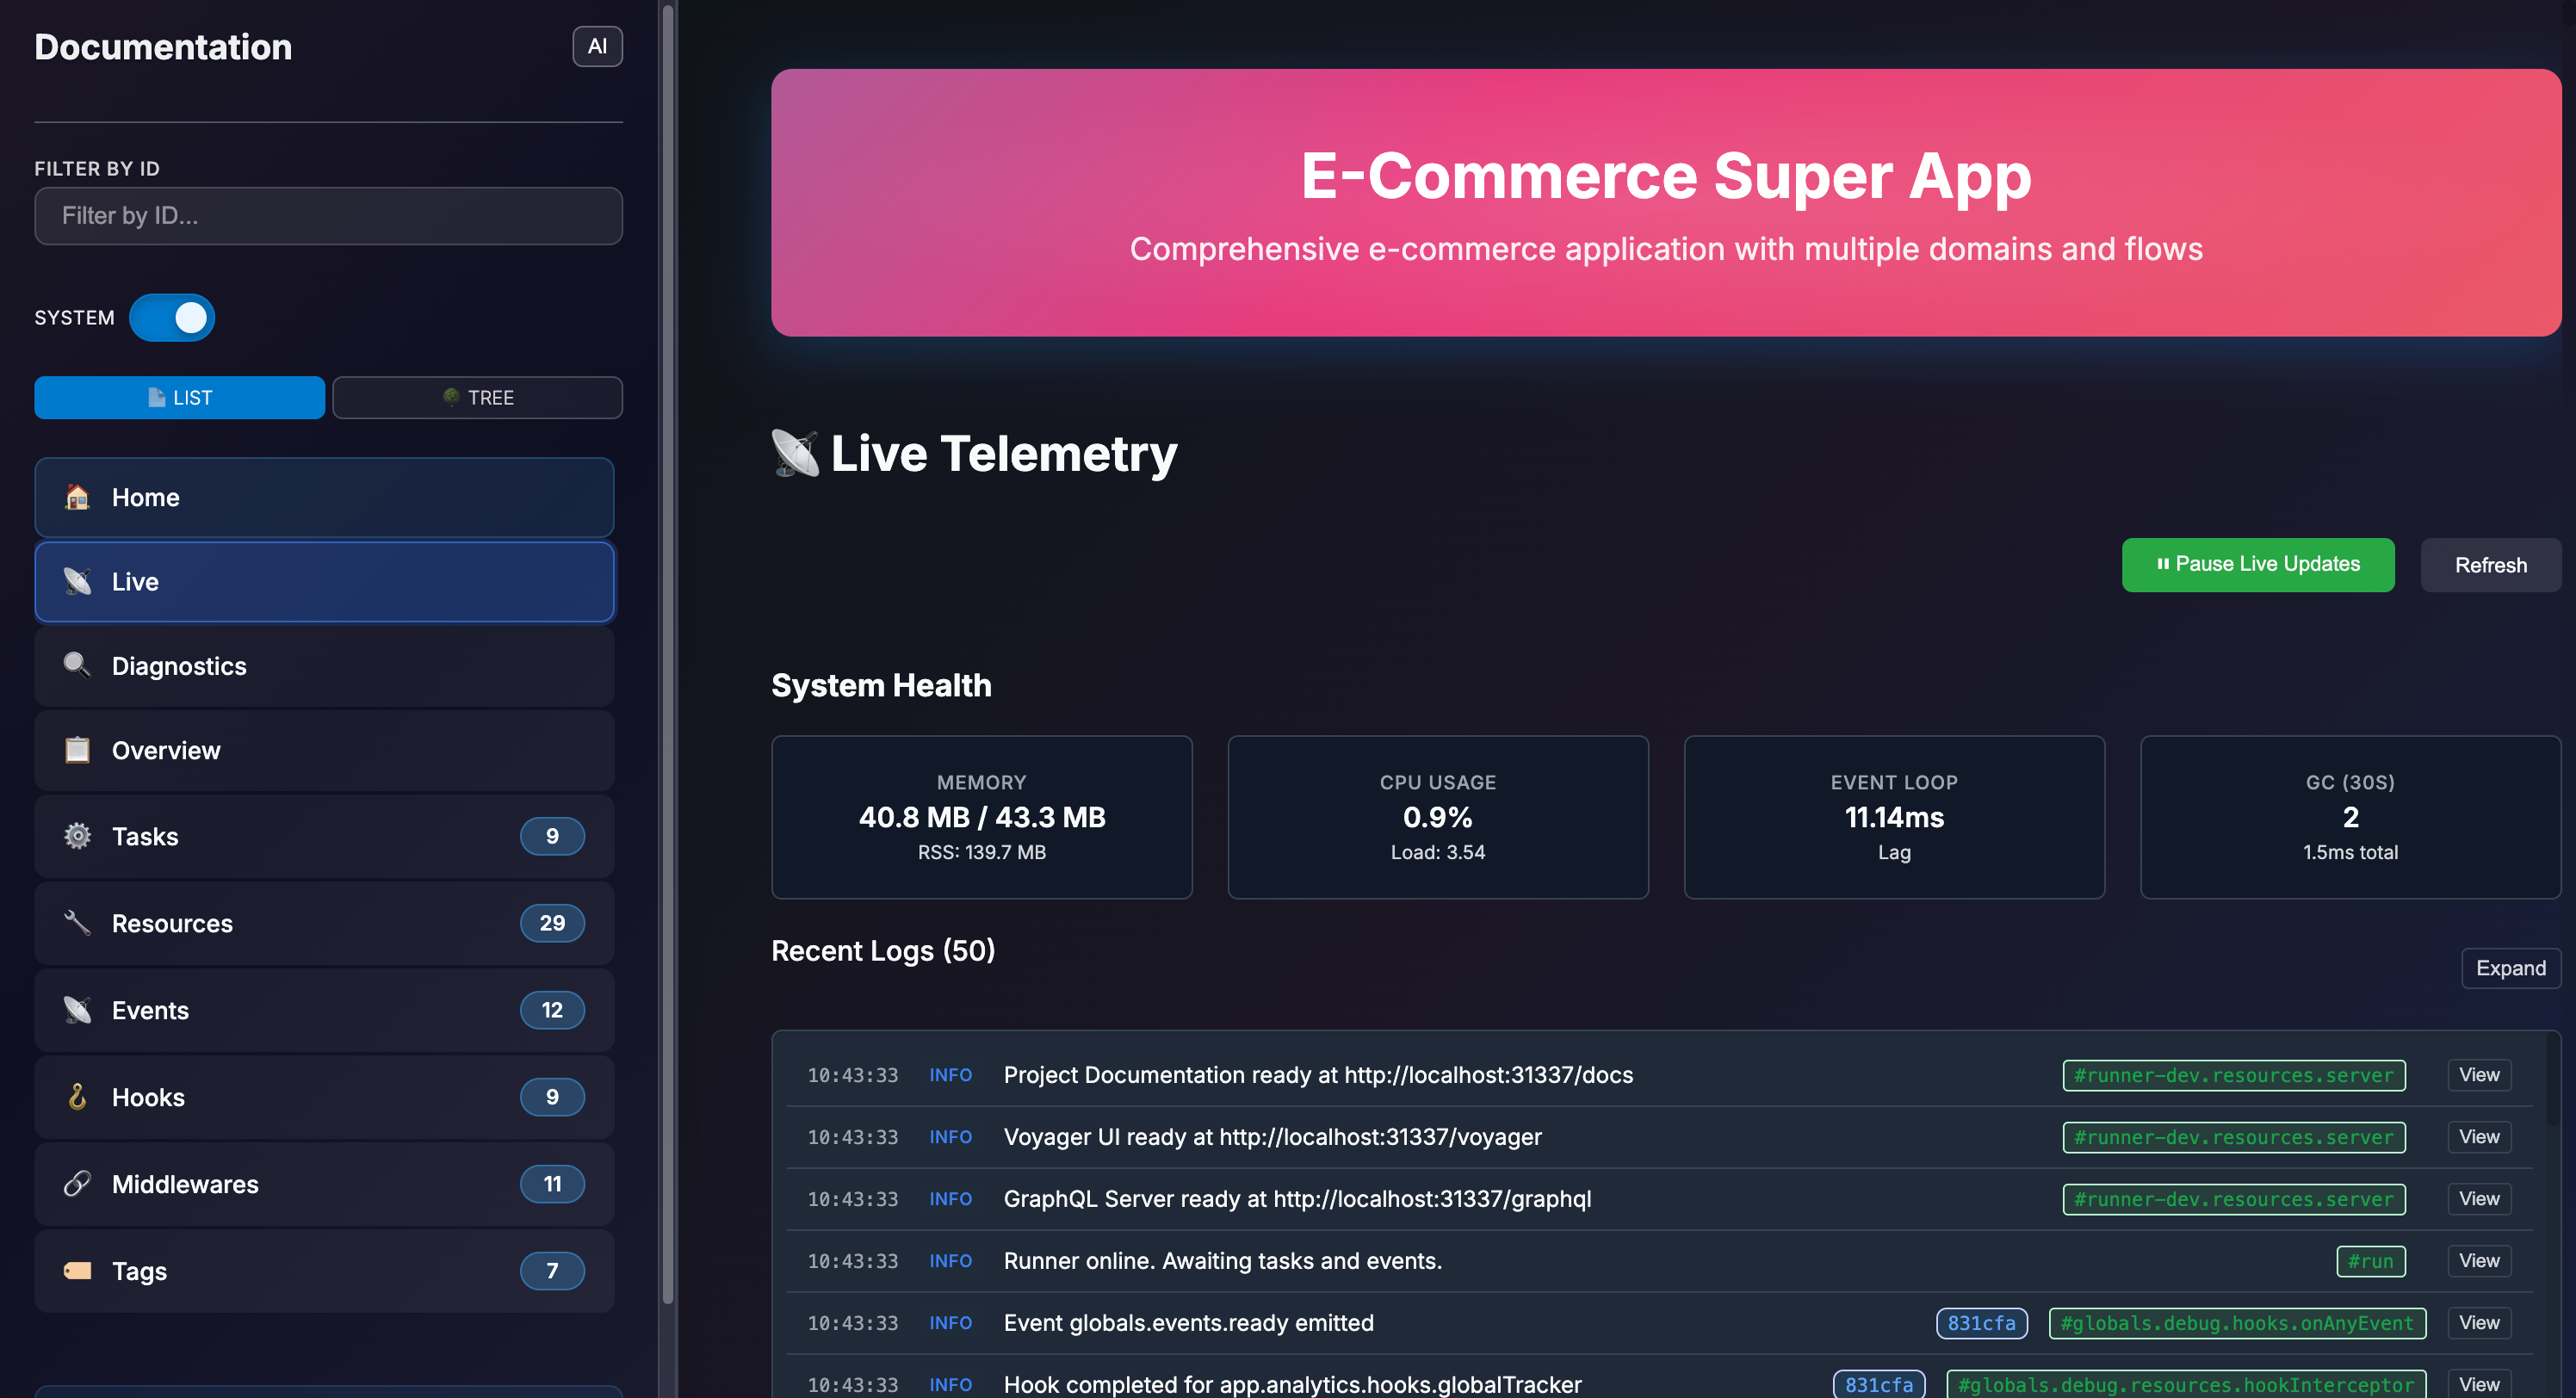 Documentation
AI
FILTER BY ID
Filter by ID...
SYSTEM
LIST
TREE
Home
Live
Diagnostics
Overview
Tasks 9
Resources 29
Events 12
Hooks 9
Middlewares 11
Tags 7
E-Commerce Super App
Comprehensive e-commerce application with multiple domains and flows
Live Telemetry
Pause Live Updates
Refresh
System Health
MEMORY
40.8 MB / 43.3 MB
RSS: 139.7 MB
CPU USAGE
0.9%
Load: 3.54
EVENT LOOP
11.14ms
Lag
GC (30S)
2
1.5ms total
Recent Logs (50)
Expand
10:43:33 INFO Project Documentation ready at http://localhost:31337/docs #runner-dev.resources.server View
10:43:33 INFO Voyager UI ready at http://localhost:31337/voyager #runner-dev.resources.server View
10:43:33 INFO GraphQL Server ready at http://localhost:31337/graphql #runner-dev.resources.server View
10:43:33 INFO Runner online. Awaiting tasks and events. #run View
10:43:33 INFO Event globals.events.ready emitted 831cfa #globals.debug.hooks.onAnyEvent View
10:43:33 INFO Hook completed for app.analytics.hooks.globalTracker 831cfa #globals.debug.resources.hookInterceptor View